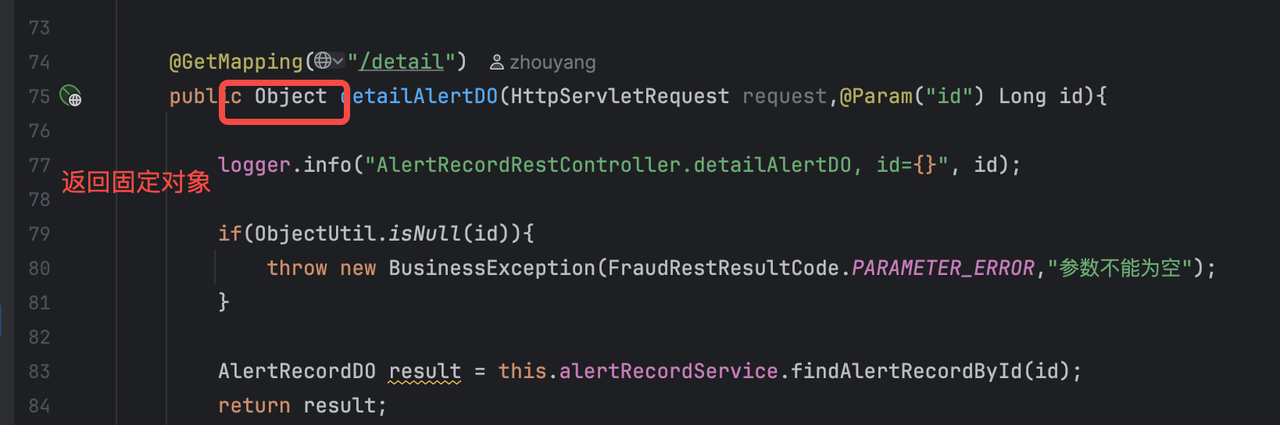 73
74 @GetMapping("/detail") zhouyang
75 public Object detailAlertDO(HttpServletRequest request,@Param("id") Long id){
76
77 logger.info("AlertRecordRestController.detailAlertDO, id={}", id);
返回固定对象
78
79 if(ObjectUtil.isNull(id)){
80 throw new BusinessException(FraudRestResultCode.PARAMETER_ERROR,"参数不能为空");
81 }
82
83 AlertRecordDO result = this.alertRecordService.findAlertRecordById(id);
84 return result;